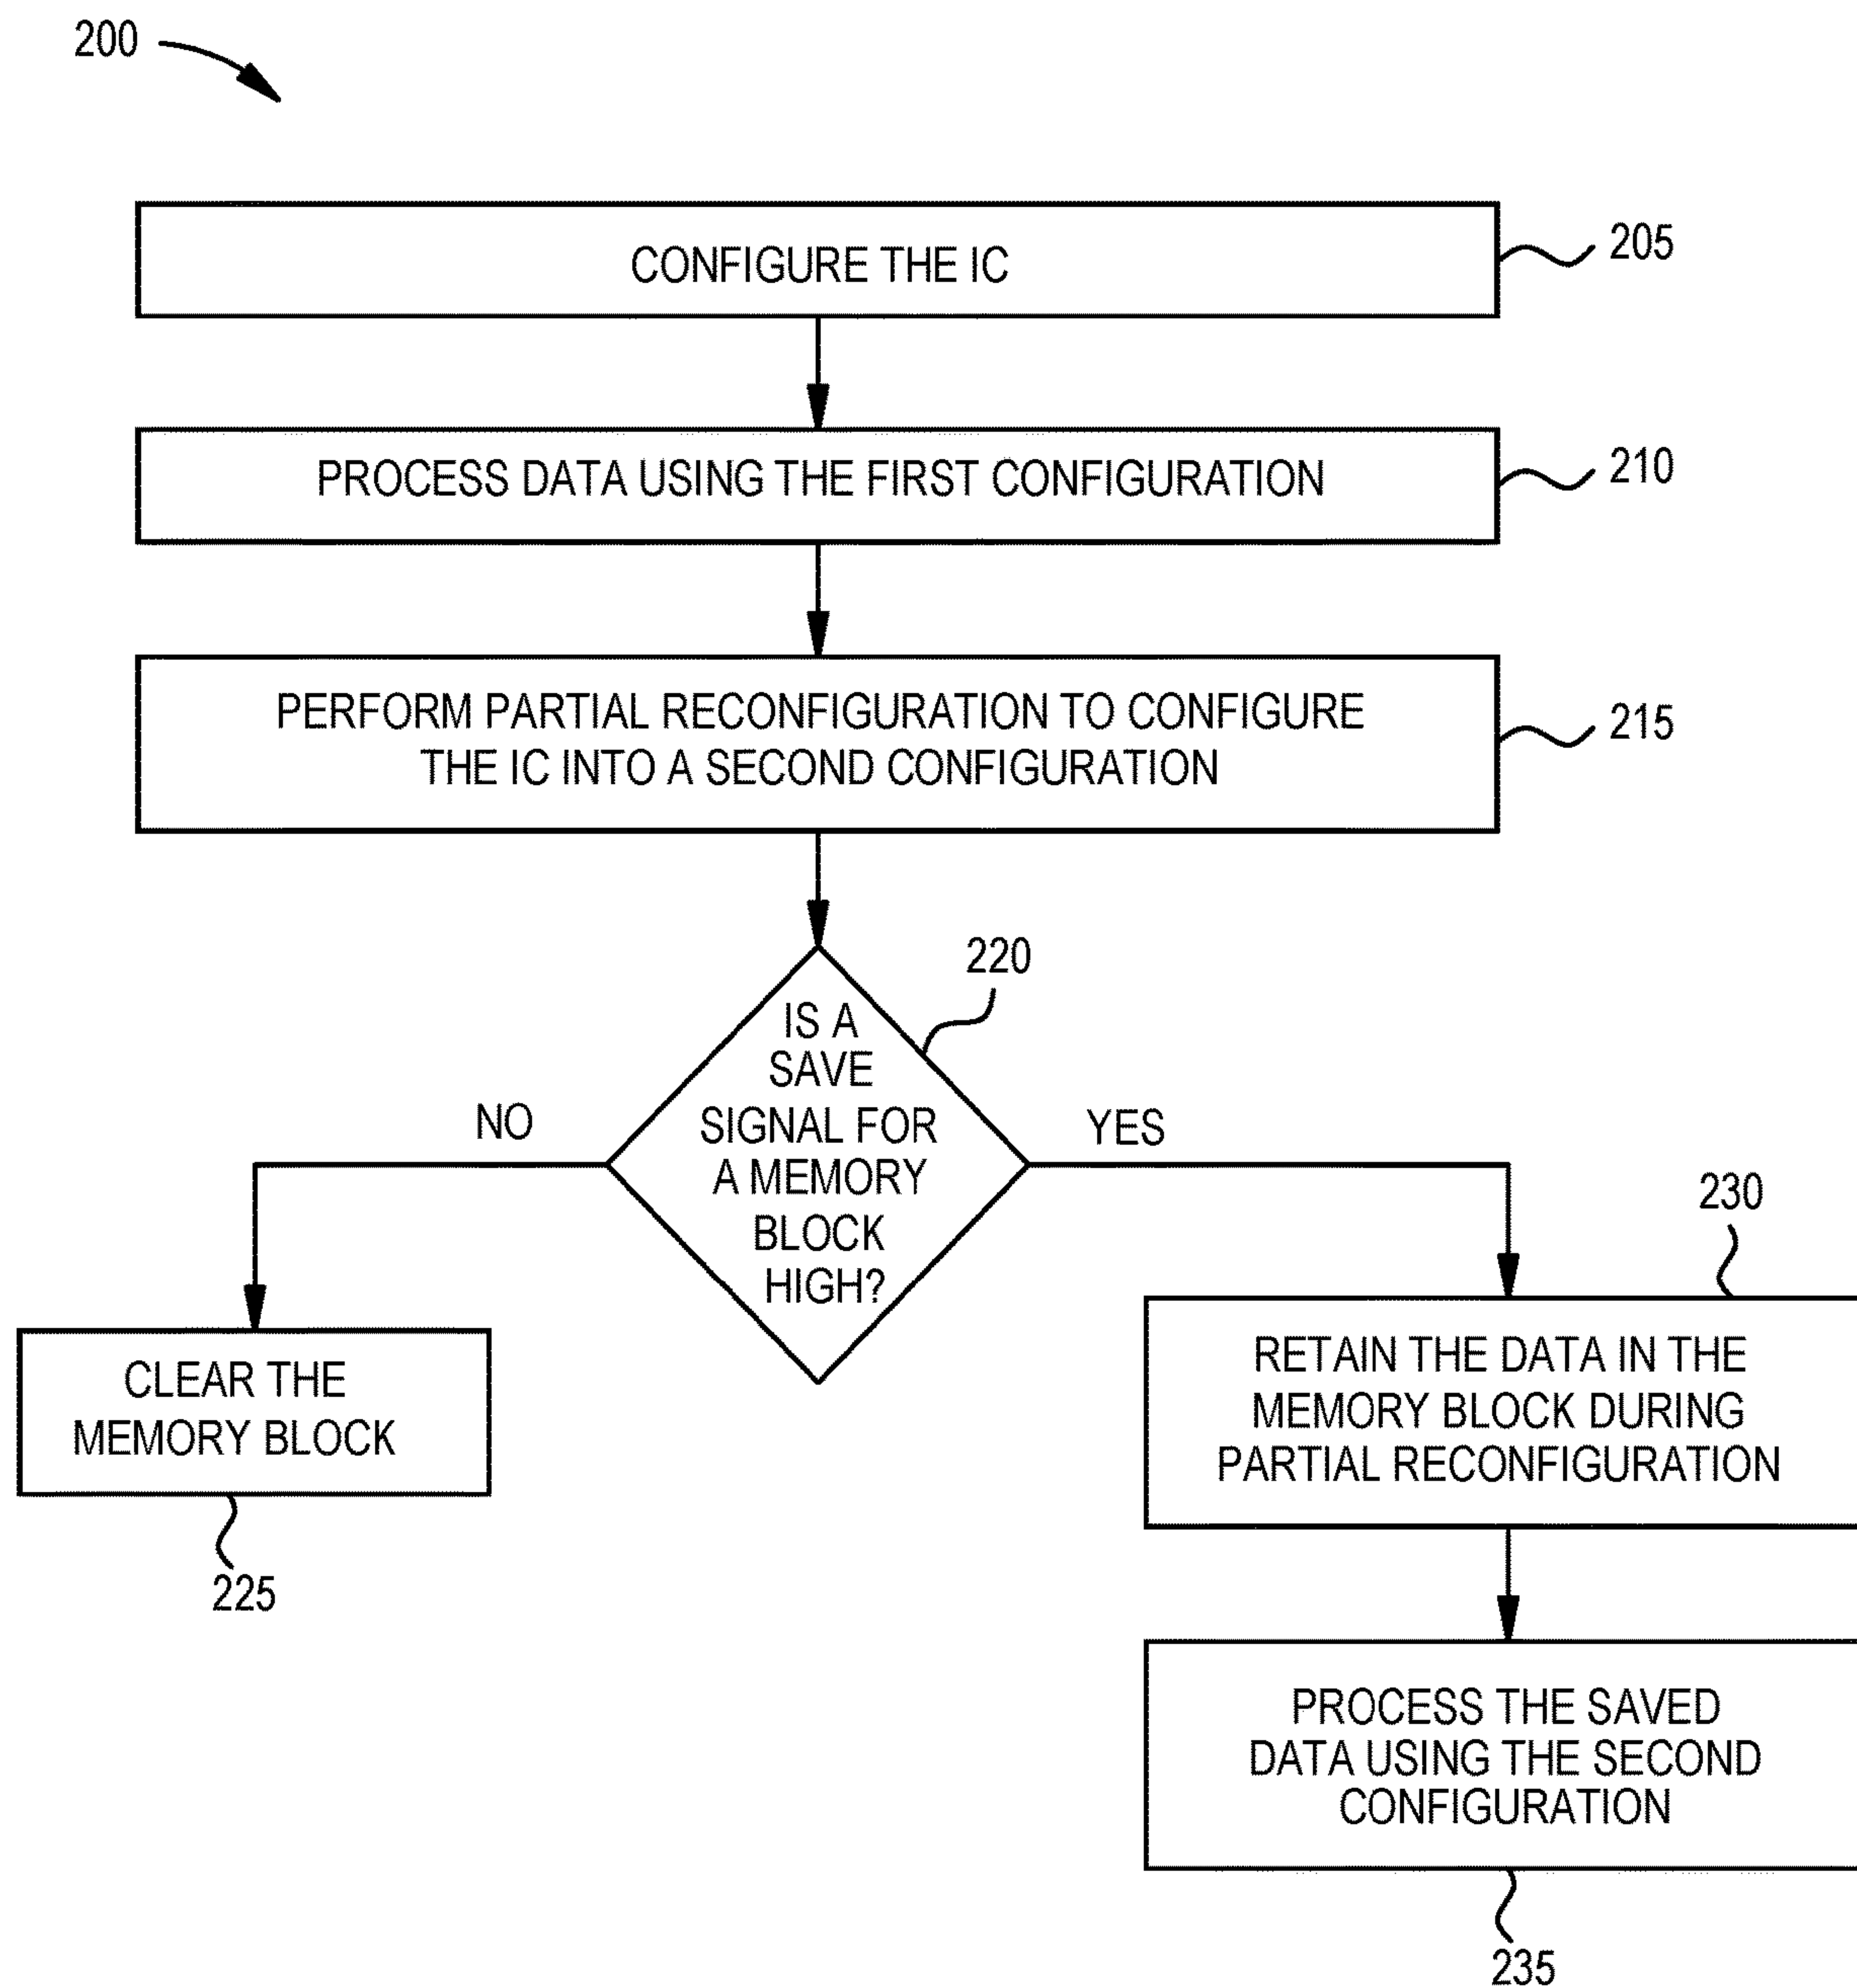 200
CONFIGURE THE IC
205
PROCESS DATA USING THE FIRST CONFIGURATION
210
PERFORM PARTIAL RECONFIGURATION TO CONFIGURE
THE IC INTO A SECOND CONFIGURATION
215
220
IS A
SAVE
SIGNAL FOR
A MEMORY
BLOCK
HIGH?
NO
YES
CLEAR THE
MEMORY BLOCK
225
230
RETAIN THE DATA IN THE
MEMORY BLOCK DURING
PARTIAL RECONFIGURATION
PROCESS THE SAVED
DATA USING THE SECOND
CONFIGURATION
235